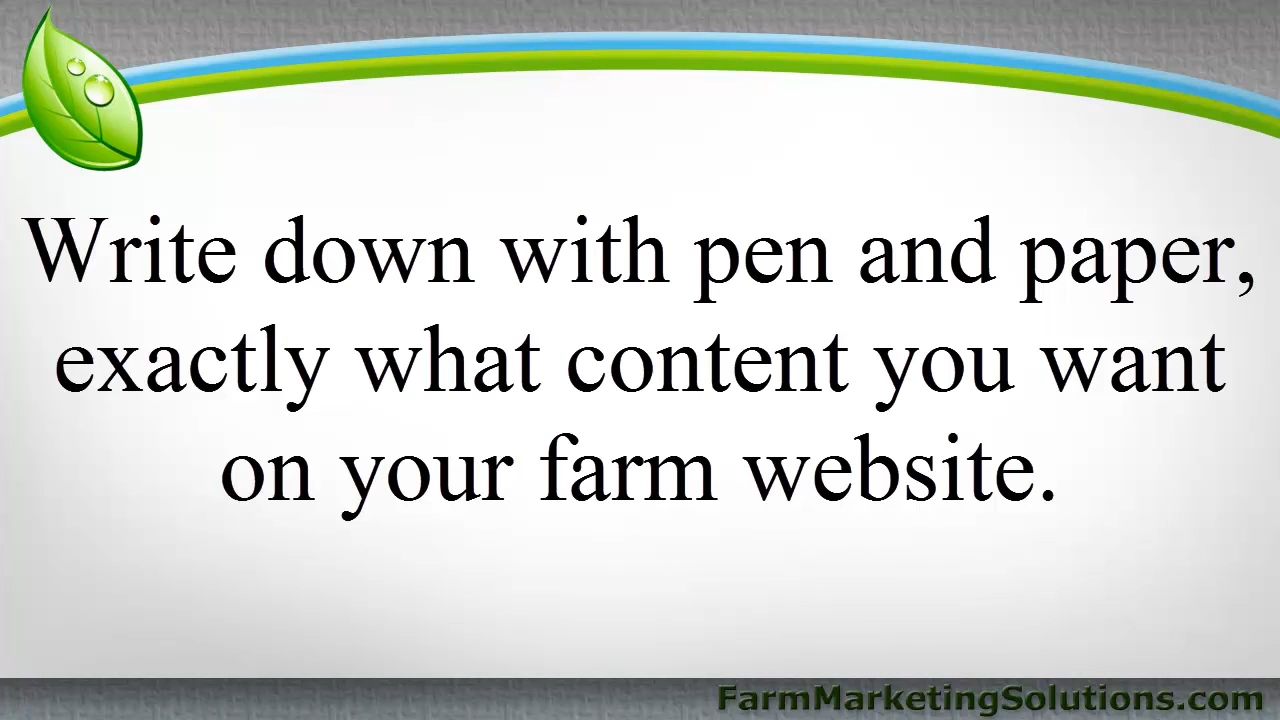 Write down with pen and paper,
exactly what content you want
on your farm website.
FarmMarketingSolutions.com